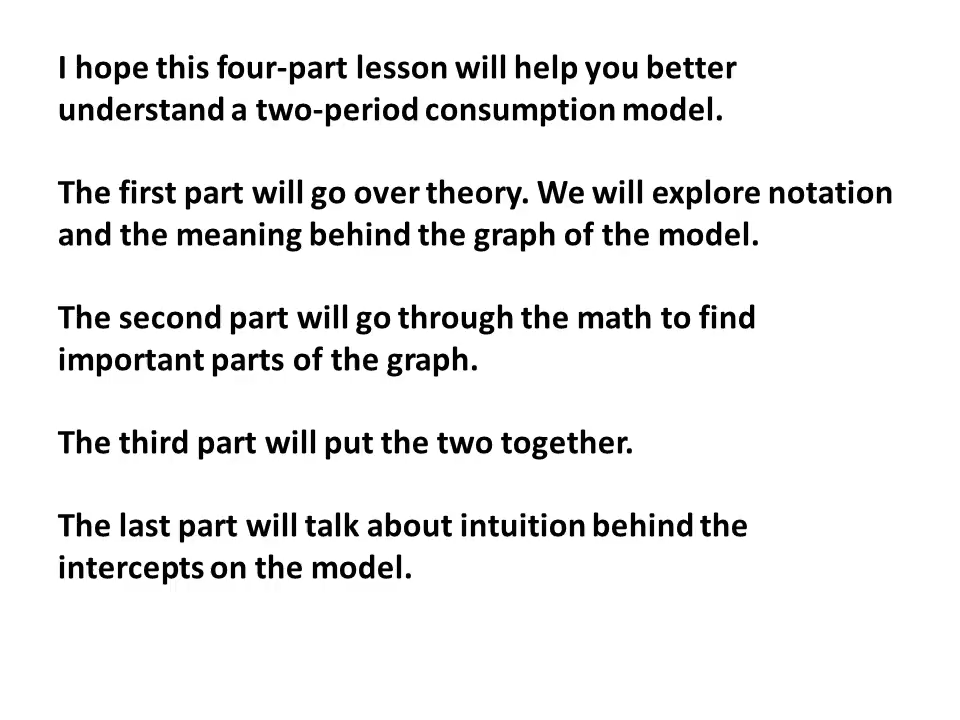 I hope this four-part lesson will help you better
understand a two-period consumption model.
The first part will go over theory. We will explore notation
and the meaning behind the graph of the model.
The second part will go through the math to find
important parts of the graph.
The third part will put the two together.
The last part will talk about intuition behind the
intercepts on the model.